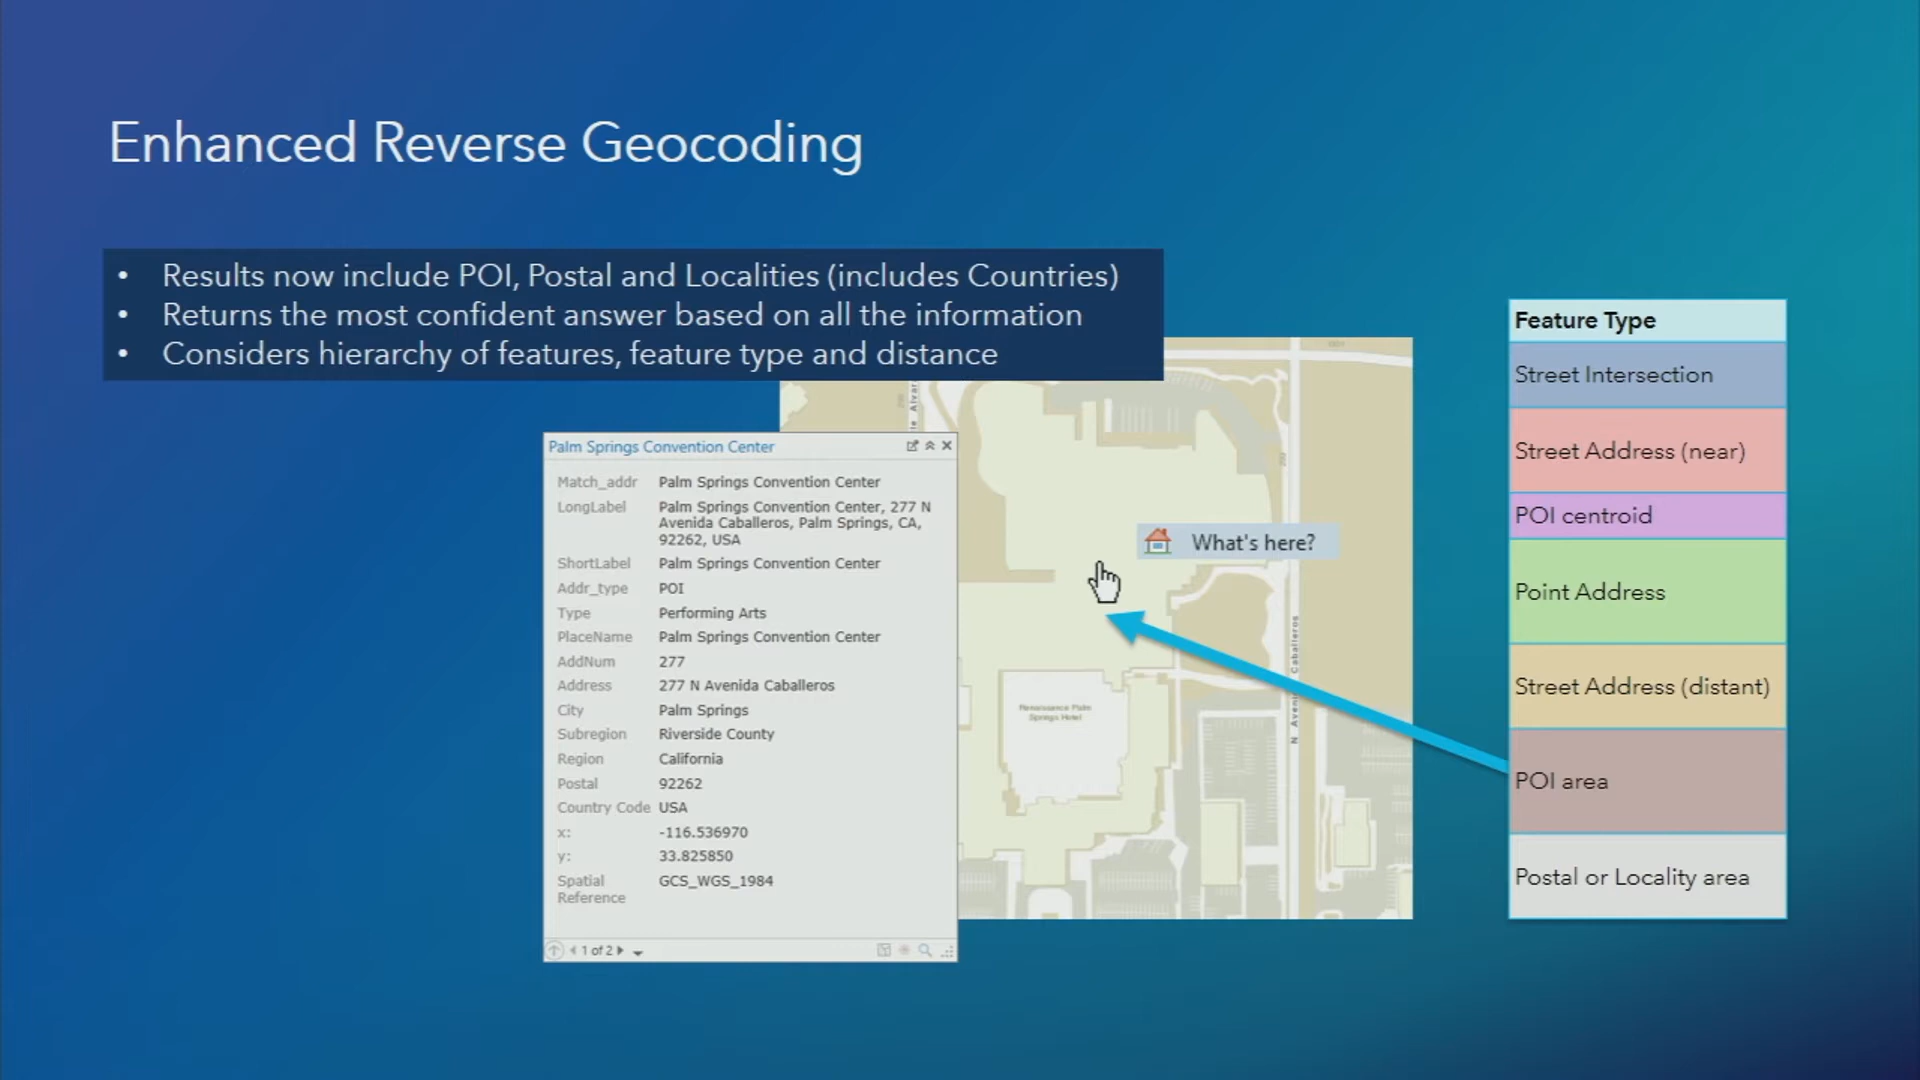 Enhanced Reverse Geocoding
• Results now include POI, Postal and Localities (includes Countries)
• Returns the most confident answer based on all the information
• Considers hierarchy of features, feature type and distance
Palm Springs Convention Center
Match_addr Palm Springs Convention Center
LongLabel Palm Springs Convention Center, 277 N
Avenida Caballeros, Palm Springs, CA,
92262, USA
ShortLabel Palm Springs Convention Center
Addr_type POI
Type Performing Arts
PlaceName Palm Springs Convention Center
AddNum 277
Address 277 N Avenida Caballeros
City Palm Springs
Subregion Riverside County
Region California
Postal 92262
Country Code USA
x: -116.536970
y: 33.825850
Spatial GCS_WGS_1984
Reference
1 of 2
What's here?
Renaissance Palm
Springs Hotel
N Avenida Caballeros
Feature Type
Street Intersection
Street Address (near)
POI centroid
Point Address
Street Address (distant)
POI area
Postal or Locality area